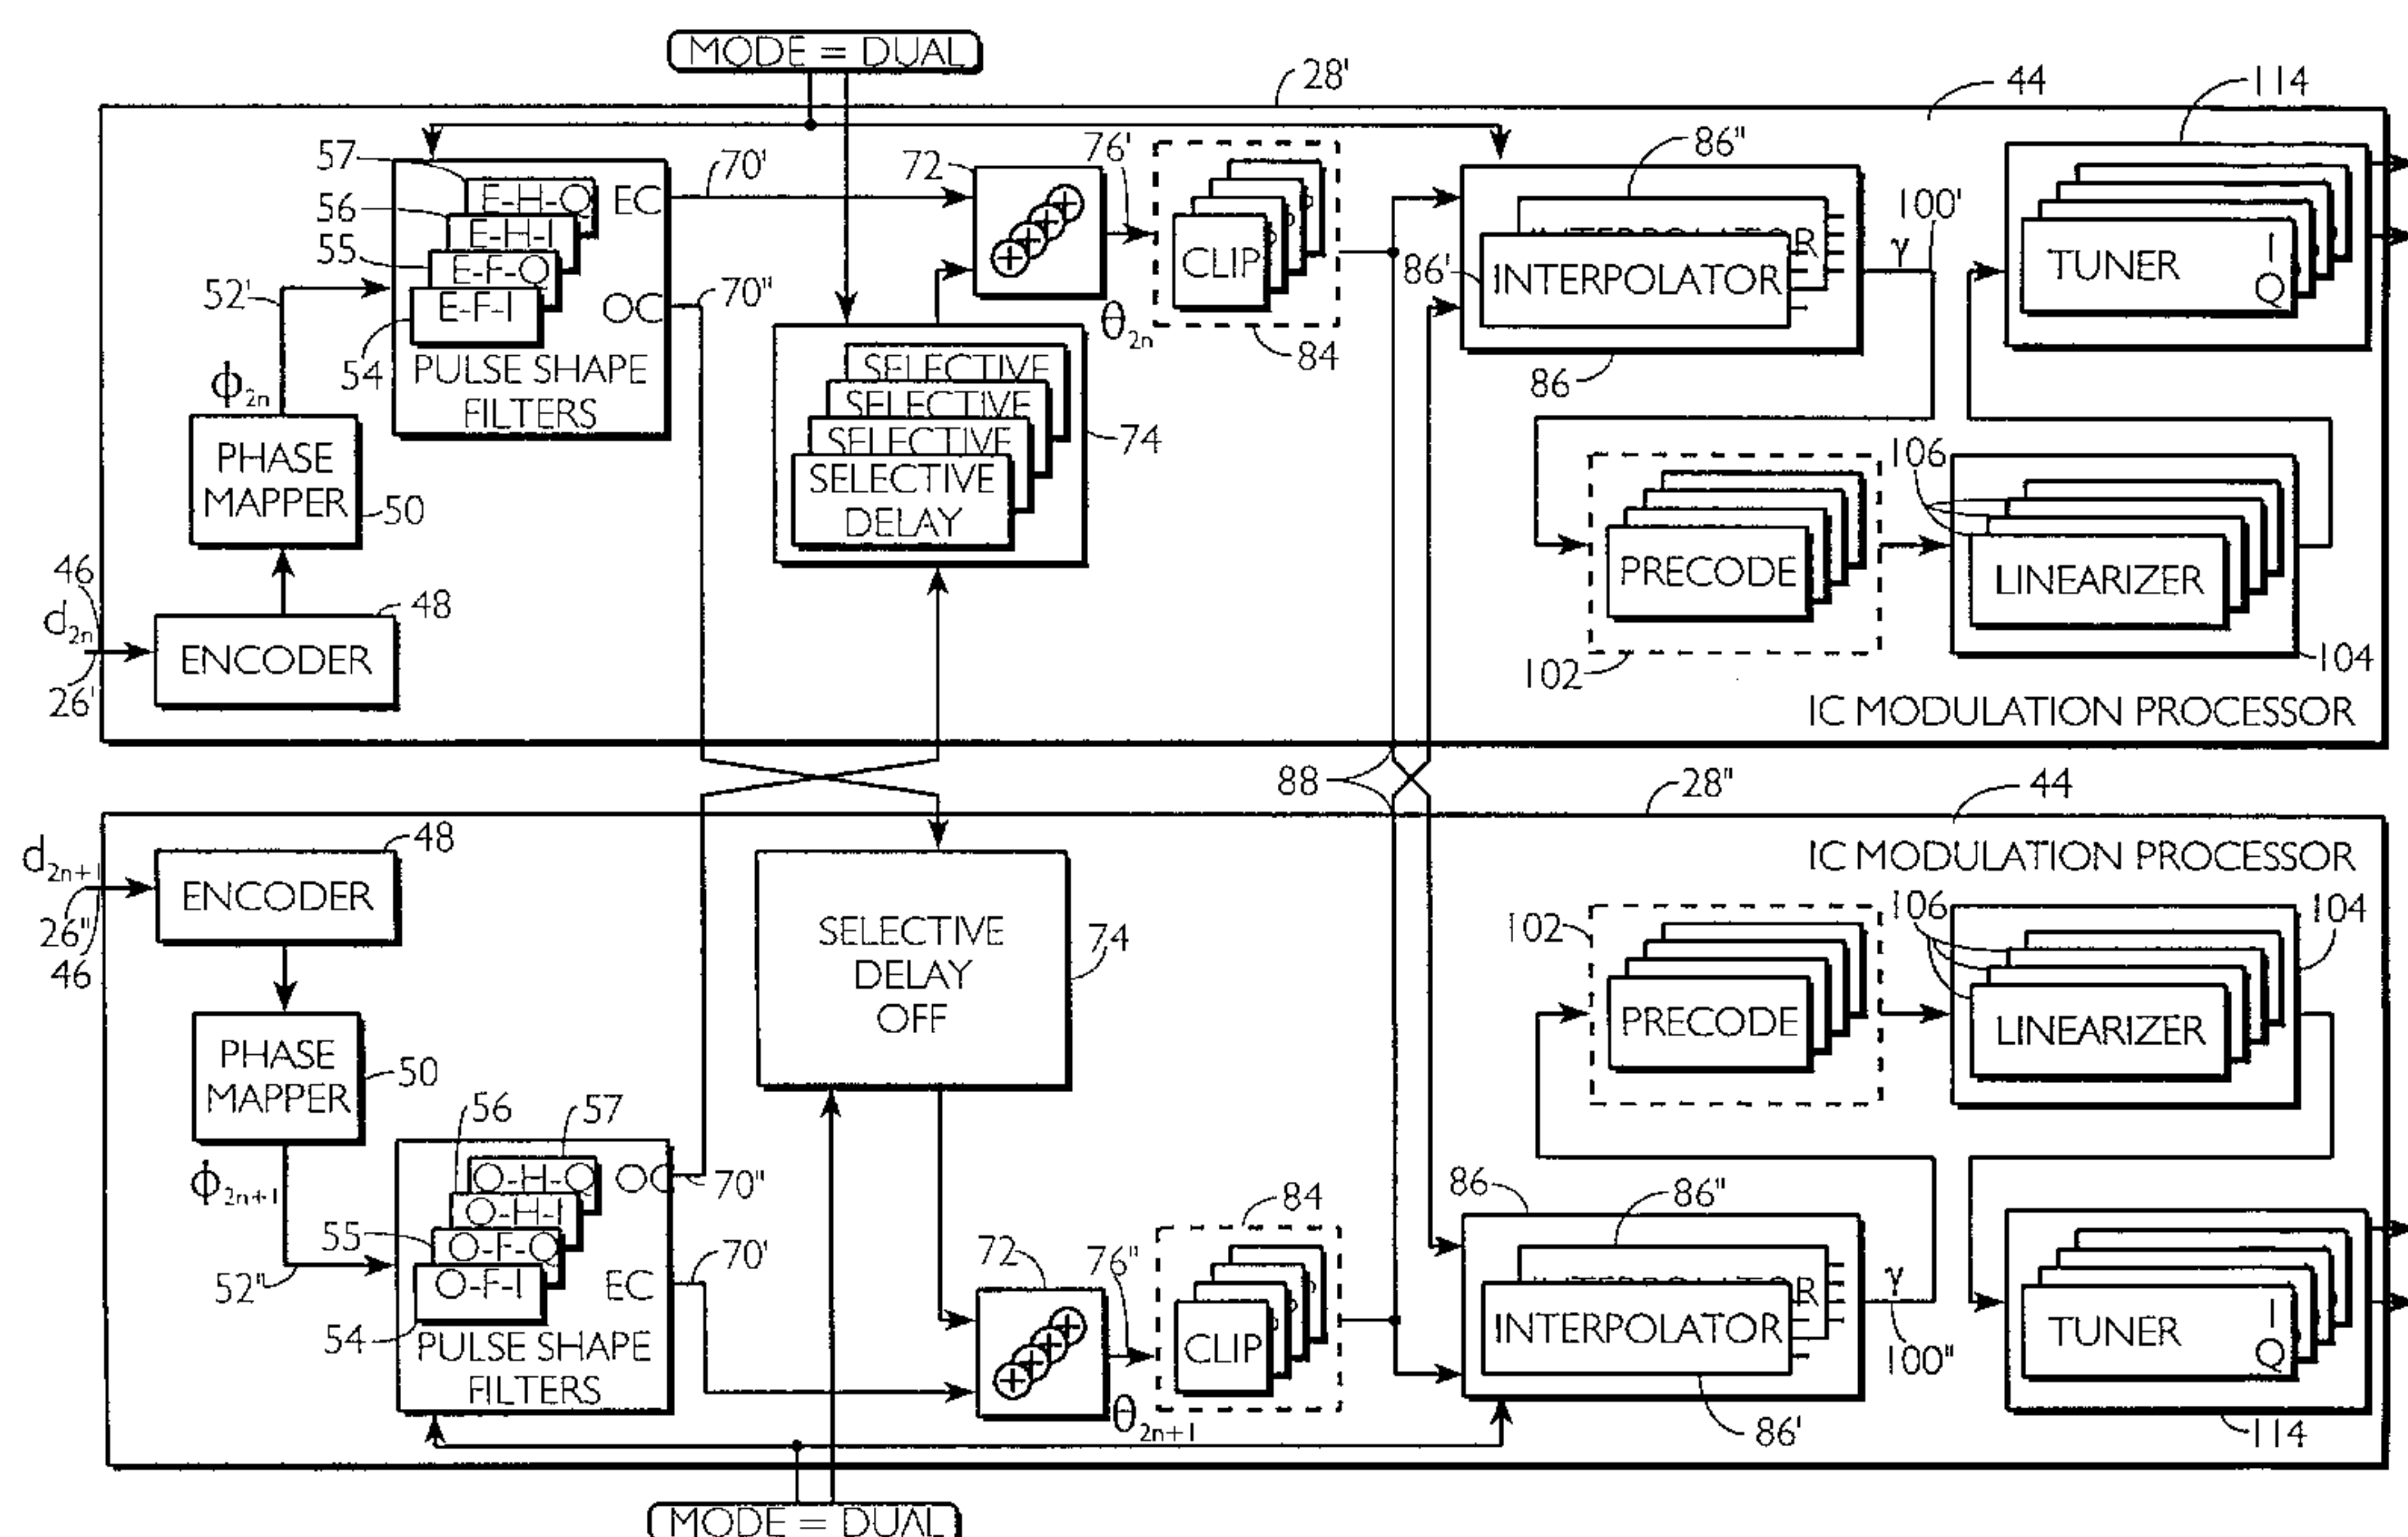 MODE = DUAL
28'
44
114
57
E-H-Q
EC
70'
72
76'
86"
56
E-H-I
55
E-F-Q
52'
E-F-I
OC
70"
CLIP
86'
INTERPOLATOR
γ
100'
TUNER
I
Q
θ2n
84
86
54
PULSE SHAPE
FILTERS
ϕ2n
SELECTIVE
SELECTIVE
SELECTIVE
SELECTIVE
DELAY
74
PHASE
MAPPER
50
106
PRECODE
LINEARIZER
46
d2n
26'
48
ENCODER
102
104
IC MODULATION PROCESSOR
88
28"
44
IC MODULATION PROCESSOR
48
d2n+1
ENCODER
26"
46
SELECTIVE
DELAY
OFF
74
102
106
104
PRECODE
LINEARIZER
PHASE
MAPPER
50
56
57
ϕ2n+1
O-H-Q
OC
70"
O-H-I
55
O-F-Q
52"
O-F-I
EC
70'
54
PULSE SHAPE
FILTERS
72
76"
84
CLIP
θ2n+1
86
86"
INTERPOLATOR
γ
100"
86'
TUNER
I
Q
114
MODE = DUAL